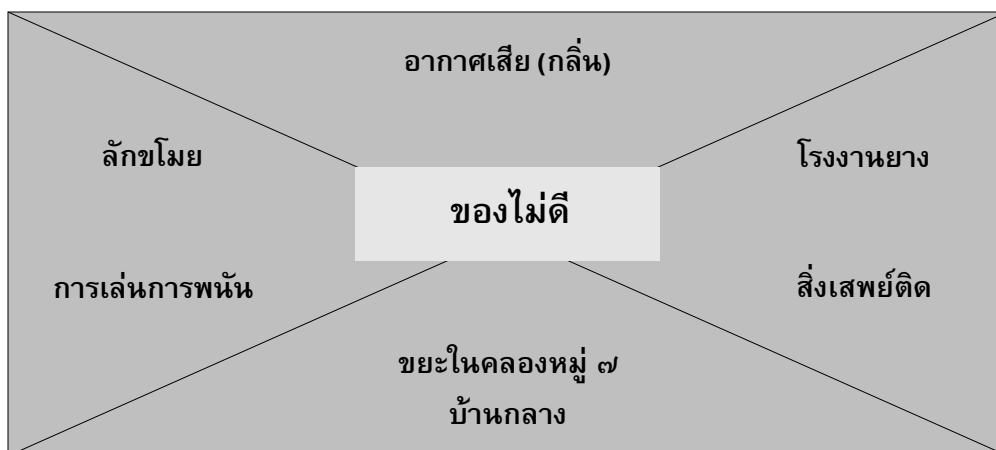 อากาศเสีย (กลิ่น)
ลักขโมย
โรงงานยาง
ของไม่ดี
การเล่นการพนัน
สิ่งเสพย์ติด
ขยะในคลองหมู่ ๗
บ้านกลาง